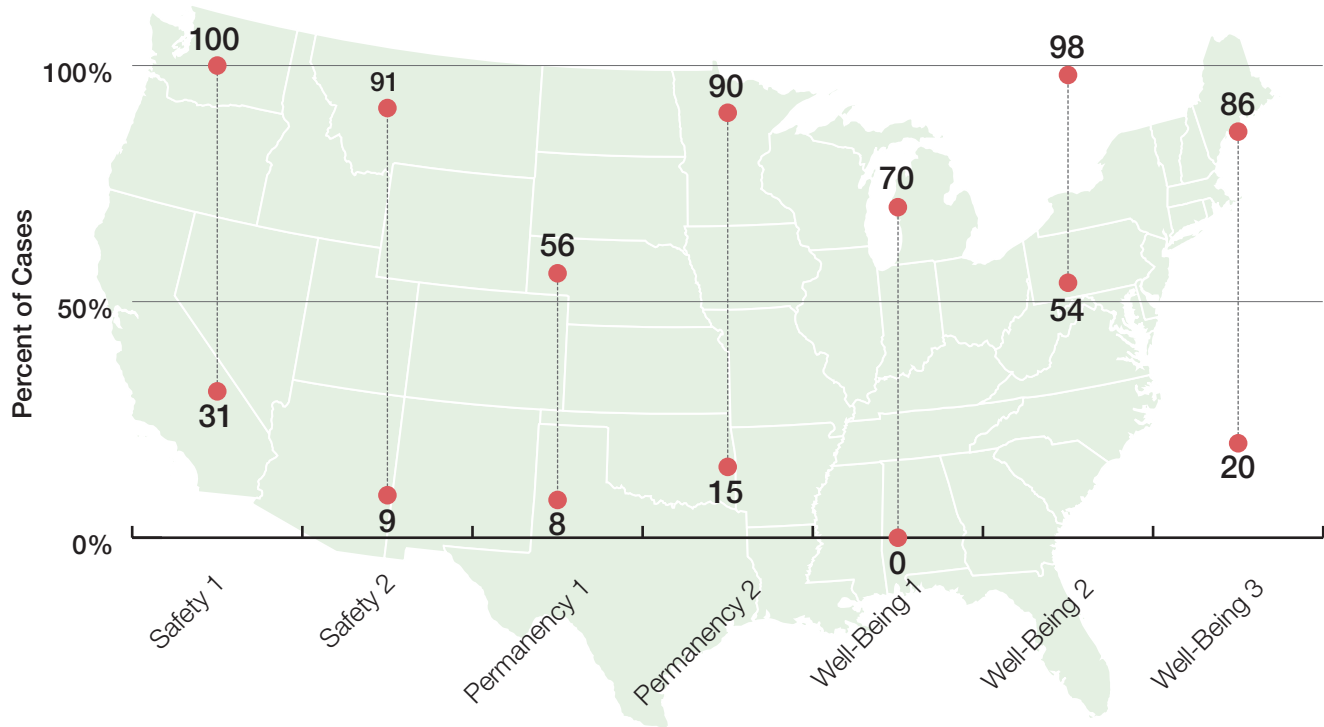 100
98
91
90
86
100%
70
56
50%
54
Percent of Cases
31
20
15
9
8
0%
0
Safety 1
Safety 2
Permanency 1
Permanency 2
Well-Being 1
Well-Being 2
Well-Being 3